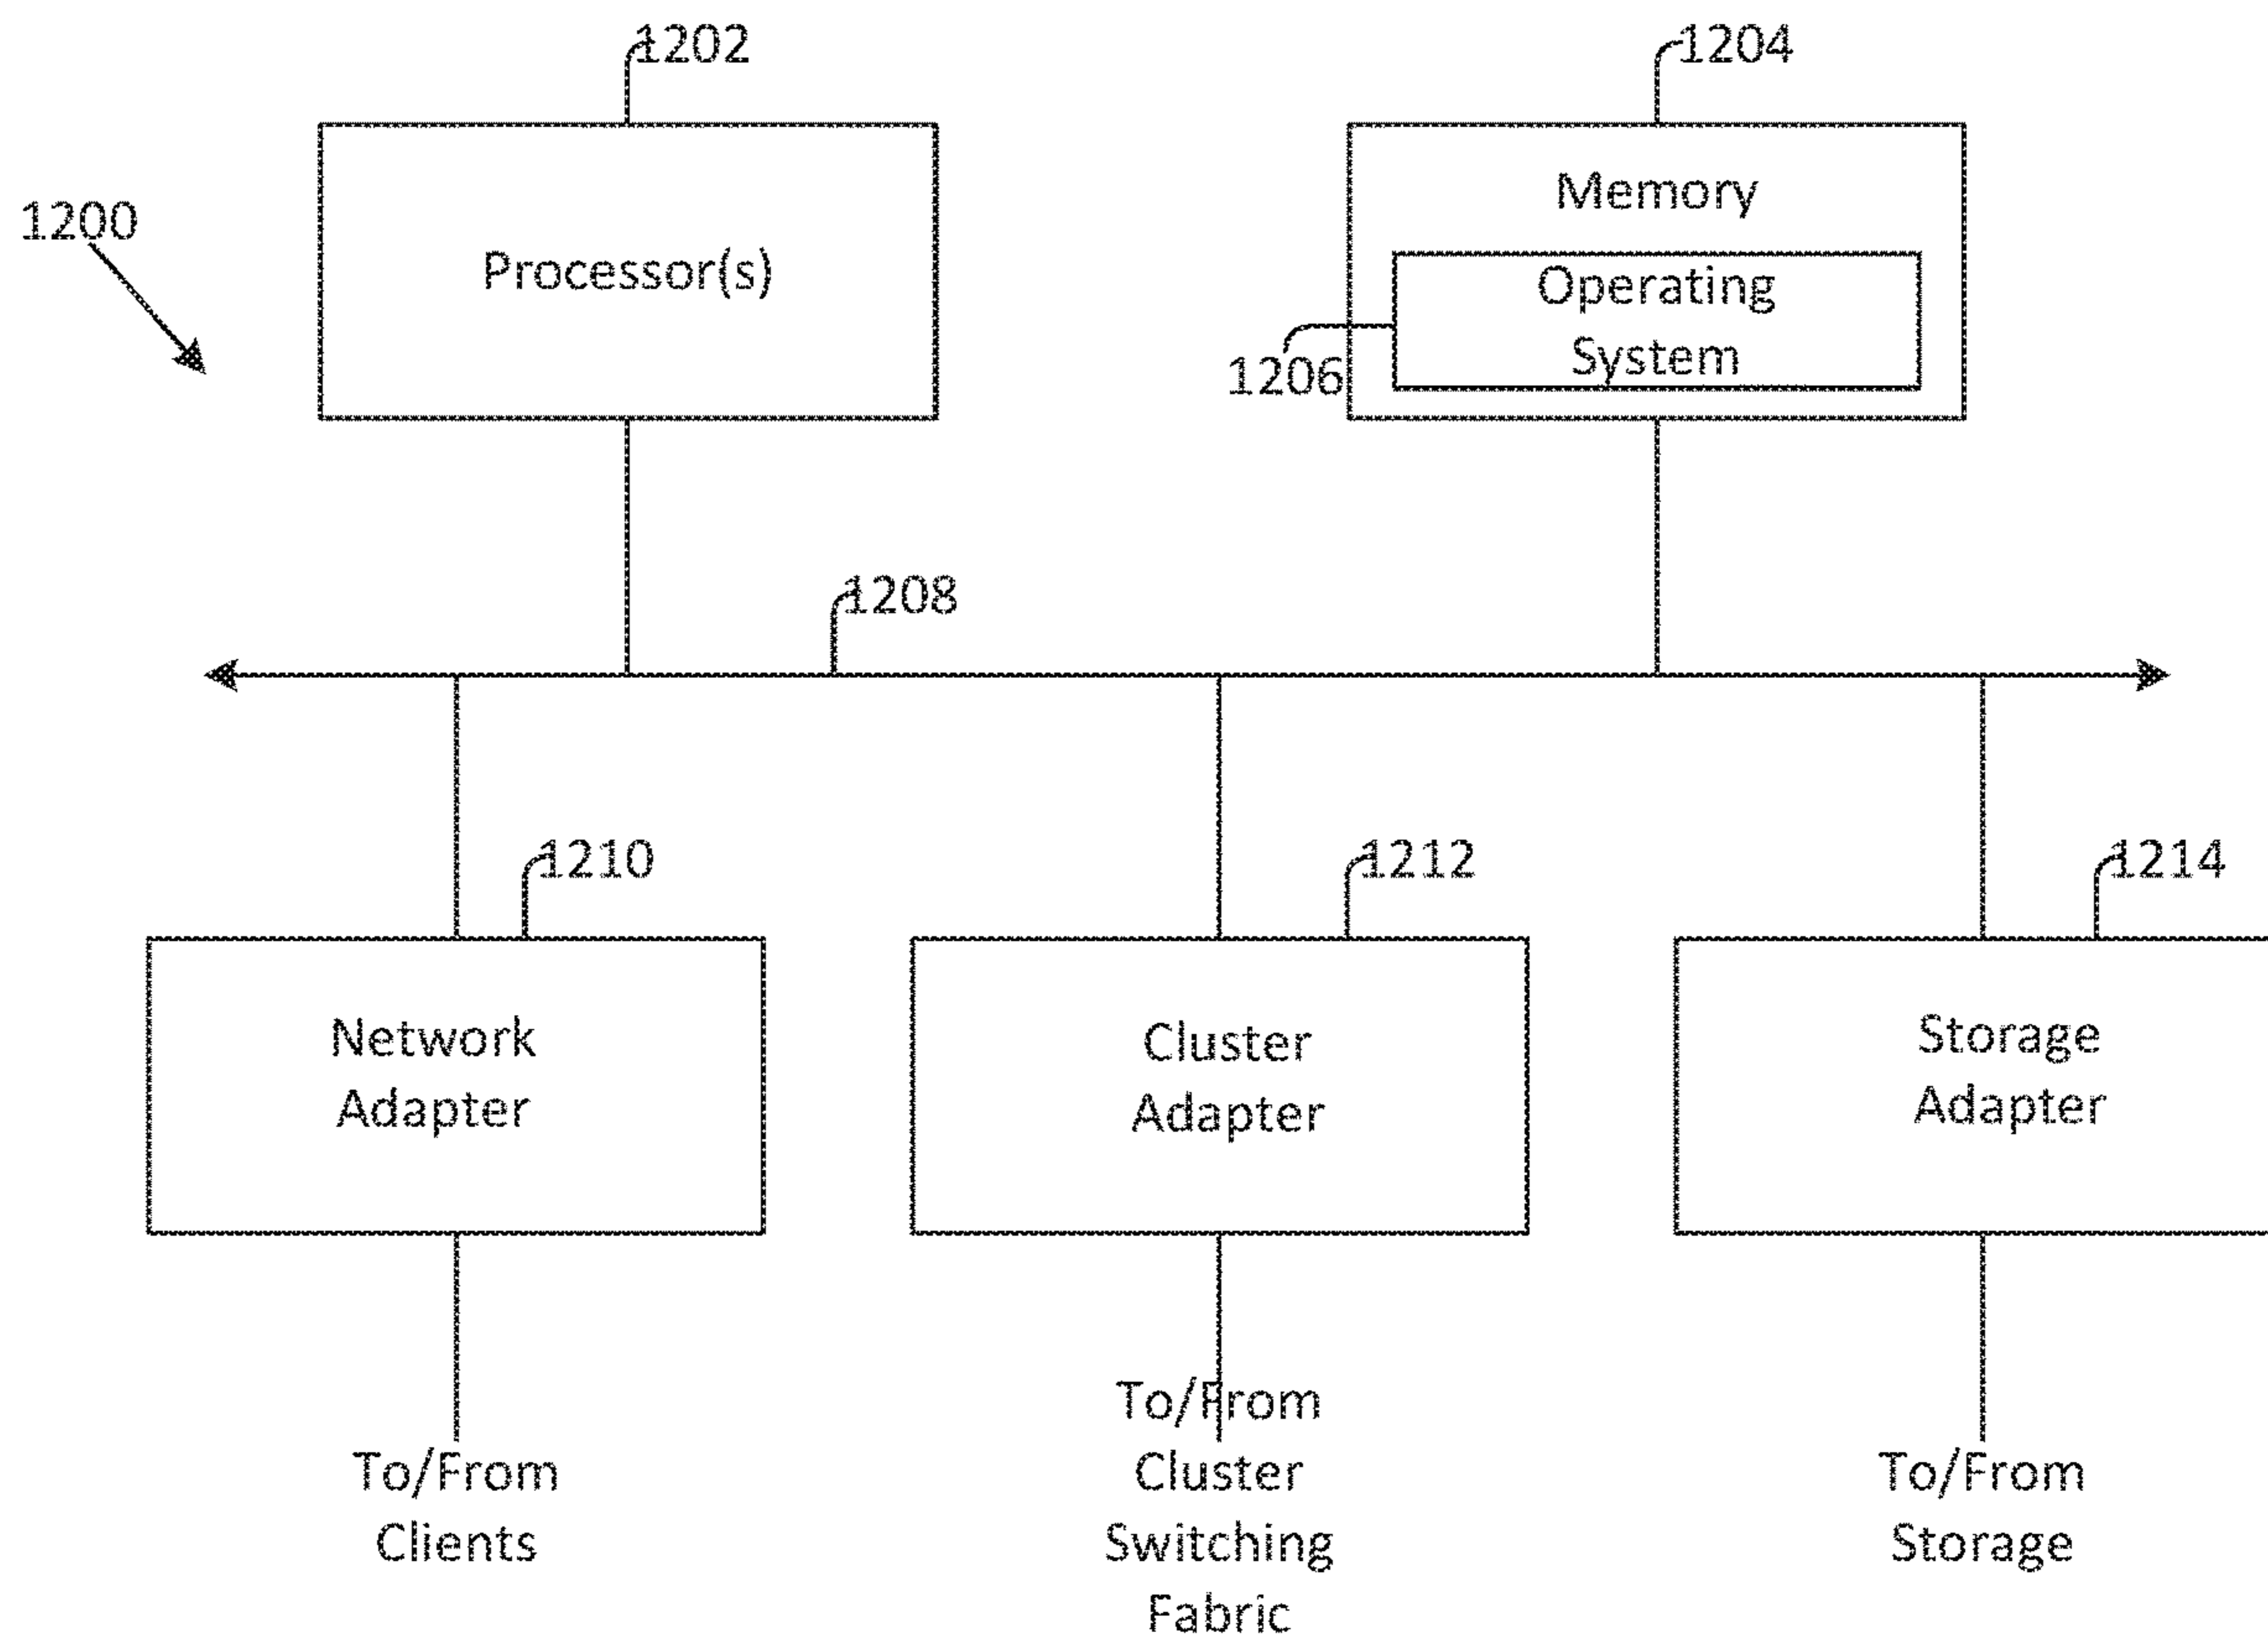 1202
1204
1200
Processor(s)
Memory
Operating
System
1206
1208
1210
1212
1214
Network
Adapter
Cluster
Adapter
Storage
Adapter
To/From
Clients
To/From
Cluster
Switching
Fabric
To/From
Storage